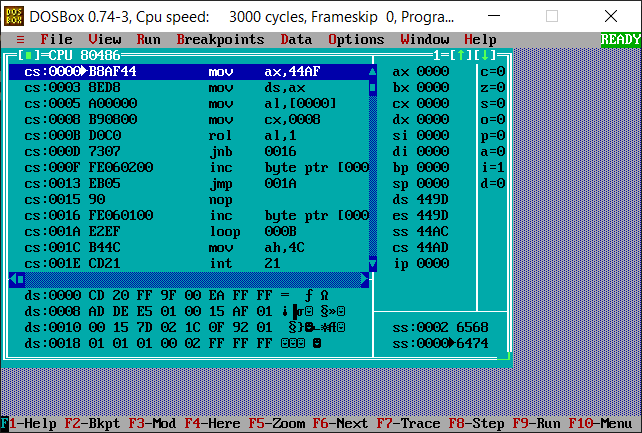 DOSBox 0.74-3, Cpu speed: 3000 cycles, Frameskip 0, Progra...
≡ File View Run Breakpoints Data Options Window Help READY
[■]=CPU 80486 1=[↑][↓]
cs:0000►B8AF44 mov ax,44AF ax 0000 c=0
cs:0003 8ED8 mov ds,ax bx 0000 z=0
cs:0005 A00000 mov al,[0000] cx 0000 s=0
cs:0008 B90800 mov cx,0008 dx 0000 o=0
cs:000B D0C0 rol al,1 si 0000 p=0
cs:000D 7307 jnb 0016 di 0000 a=0
cs:000F FE060200 inc byte ptr [000 bp 0000 i=1
cs:0013 EB05 jmp 001A sp 0000 d=0
cs:0015 90 nop ds 449D
cs:0016 FE060100 inc byte ptr [000 es 449D
cs:001A E2EF loop 000B ss 44AC
cs:001C B44C mov ah,4C cs 44AD
cs:001E CD21 int 21 ip 0000
ds:0000 CD 20 FF 9F 00 EA FF FF = ƒ Ω
ds:0008 AD DE E5 01 00 15 AF 01 ¡▐σ☺ §»☺
ds:0010 00 15 7D 02 1C 0F 92 01 §}☻∟☼Æ☺ ss:0002 6568
ds:0018 01 01 01 00 02 FF FF FF ☺☺☺ ☻ ss:0000►6474
F1-Help F2-Bkpt F3-Mod F4-Here F5-Zoom F6-Next F7-Trace F8-Step F9-Run F10-Menu